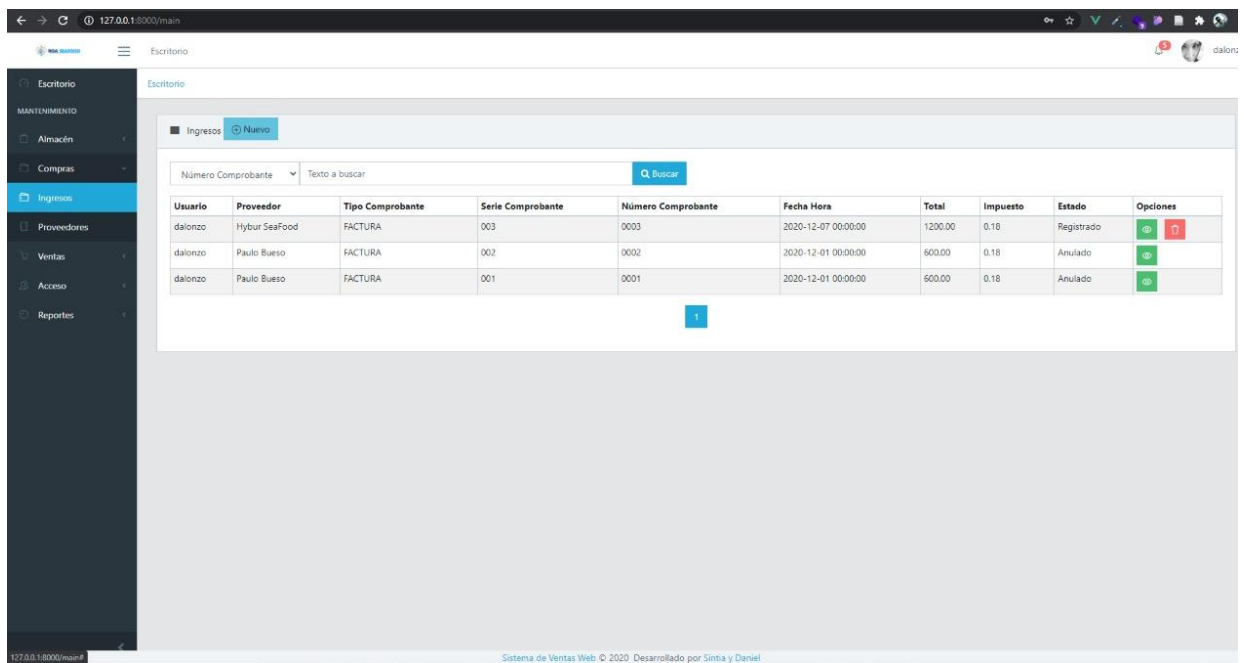 127.0.0.1:8000/main
Escritorio
5
Escritorio
Escritorio
MANTENIMIENTO
Almacén
Compras
Ingresos
Proveedores
Ventas
Acceso
Reportes
Ingresos Nuevo
Número Comprobante Texto a buscar Buscar
Usuario Proveedor Tipo Comprobante Serie Comprobante Número Comprobante Fecha Hora Total Impuesto Estado Opciones
dalonzo Hybur SeaFood FACTURA 003 0003 2020-12-07 00:00:00 1200.00 0.18 Registrado
dalonzo Paulo Bueso FACTURA 002 0002 2020-12-01 00:00:00 600.00 0.18 Anulado
dalonzo Paulo Bueso FACTURA 001 0001 2020-12-01 00:00:00 600.00 0.18 Anulado
1
127.0.0.1:8000/main#
Sistema de Ventas Web © 2020 Desarrollado por Sintia y Daniel